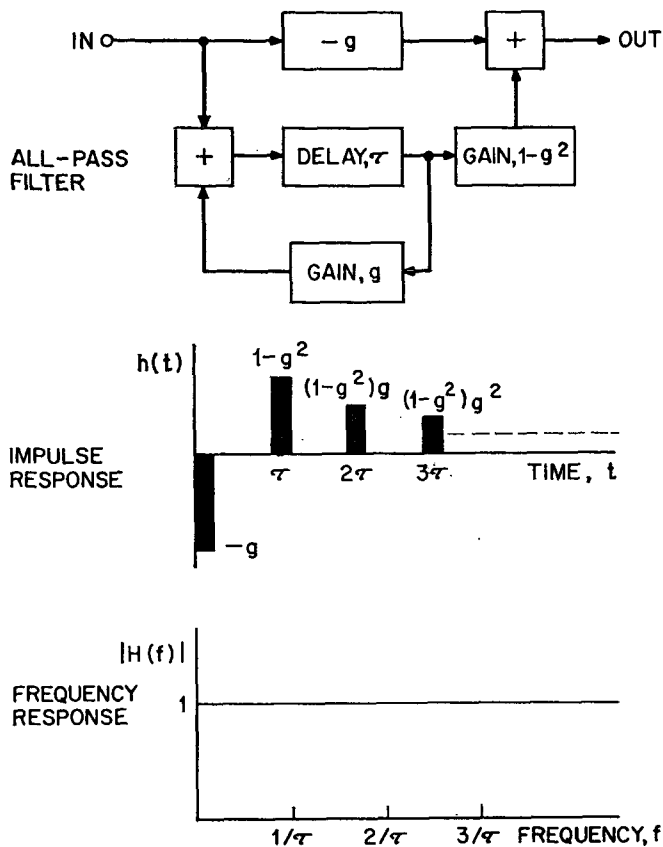 IN
-g
+
OUT
ALL-PASS
FILTER
+
DELAY, τ
GAIN, 1-g²
GAIN, g
h(t)
1-g²
(1-g²)g
(1-g²)g²
IMPULSE
RESPONSE
τ
2τ
3τ
TIME, t
-g
|H(f)|
FREQUENCY
RESPONSE
1
1/τ
2/τ
3/τ
FREQUENCY, f